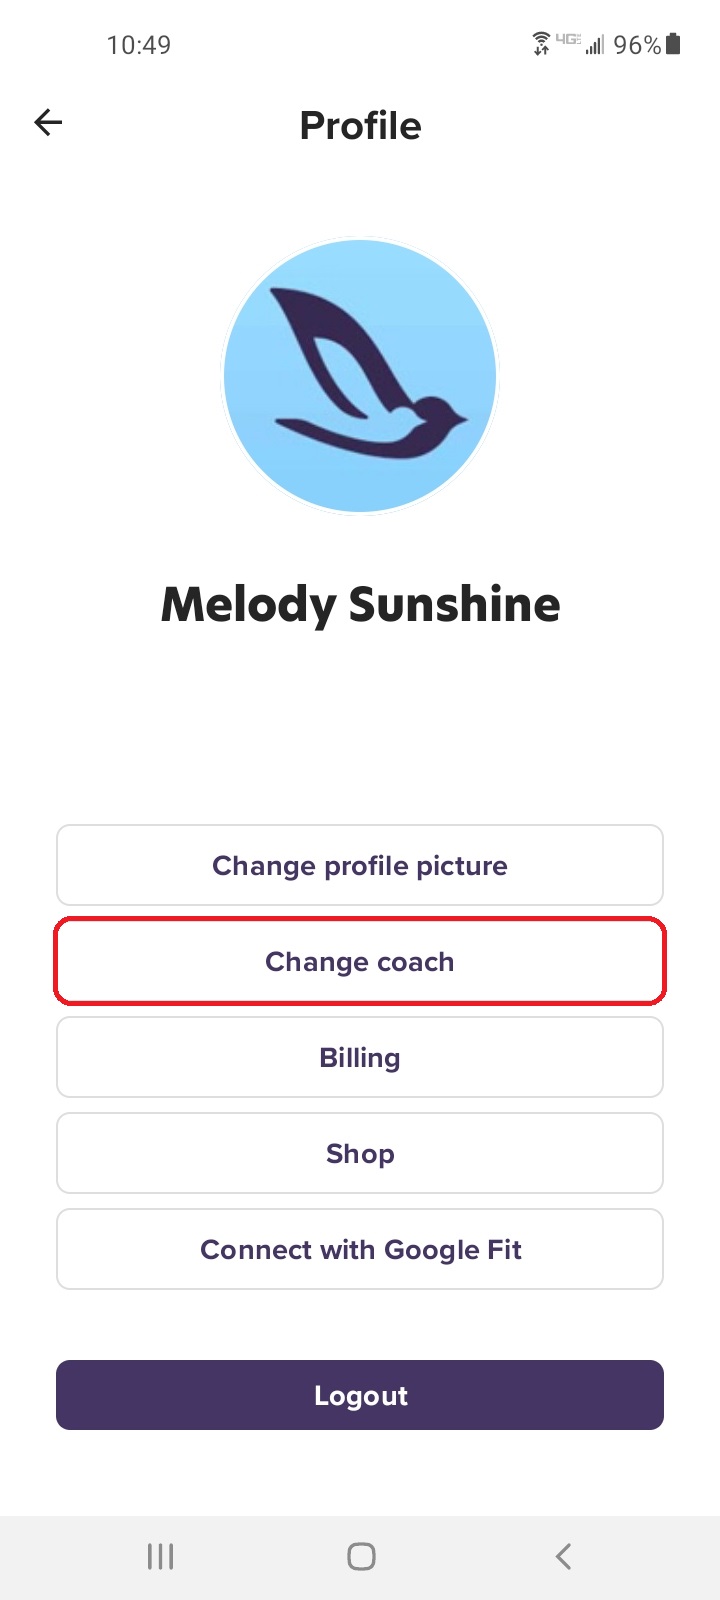 10:49
4G 96%
Profile
Melody Sunshine
Change profile picture
Change coach
Billing
Shop
Connect with Google Fit
Logout